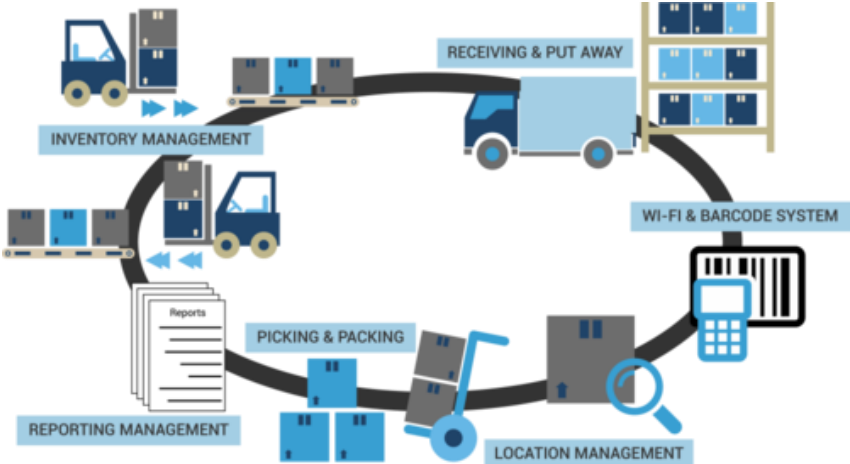 RECEIVING & PUT AWAY
INVENTORY MANAGEMENT
WI-FI & BARCODE SYSTEM
Reports
PICKING & PACKING
REPORTING MANAGEMENT
LOCATION MANAGEMENT